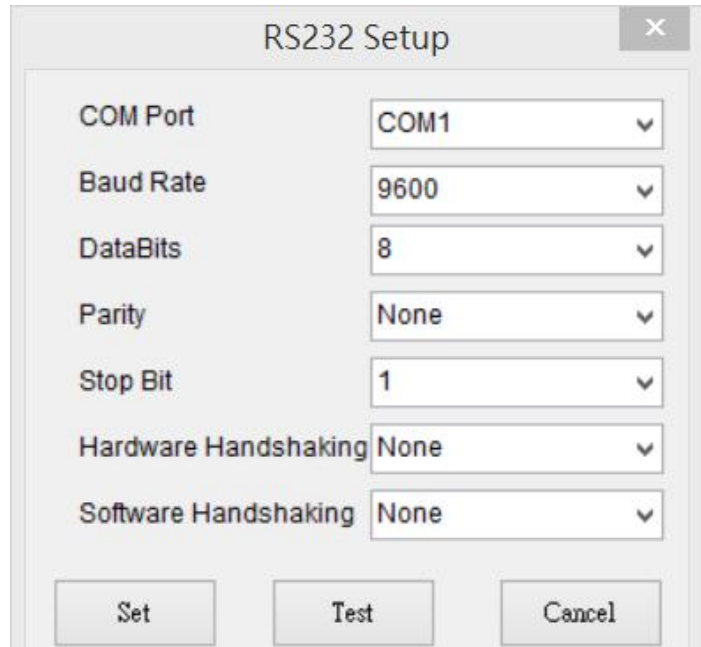 RS232 Setup
COM Port COM1
Baud Rate 9600
DataBits 8
Parity None
Stop Bit 1
Hardware Handshaking None
Software Handshaking None
Set Test Cancel